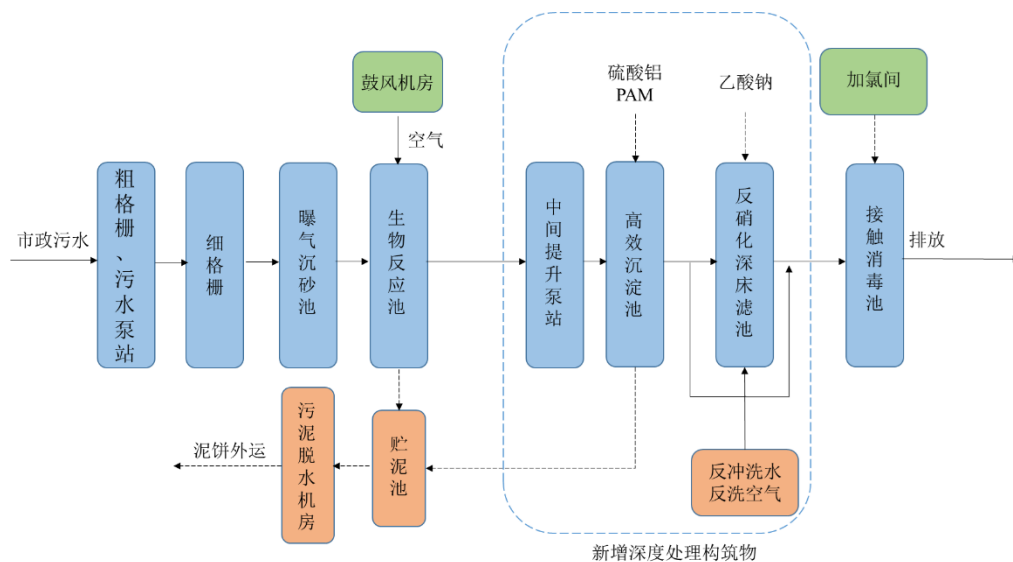 鼓风机房
硫酸铝
PAM
乙酸钠
加氯间
空气
市政污水
粗格栅、污水泵站
细格栅
曝气沉砂池
生物反应池
中间提升泵站
高效沉淀池
反硝化深床滤池
接触消毒池
排放
泥饼外运
污泥脱水机房
贮泥池
反冲洗水
反洗空气
新增深度处理构筑物